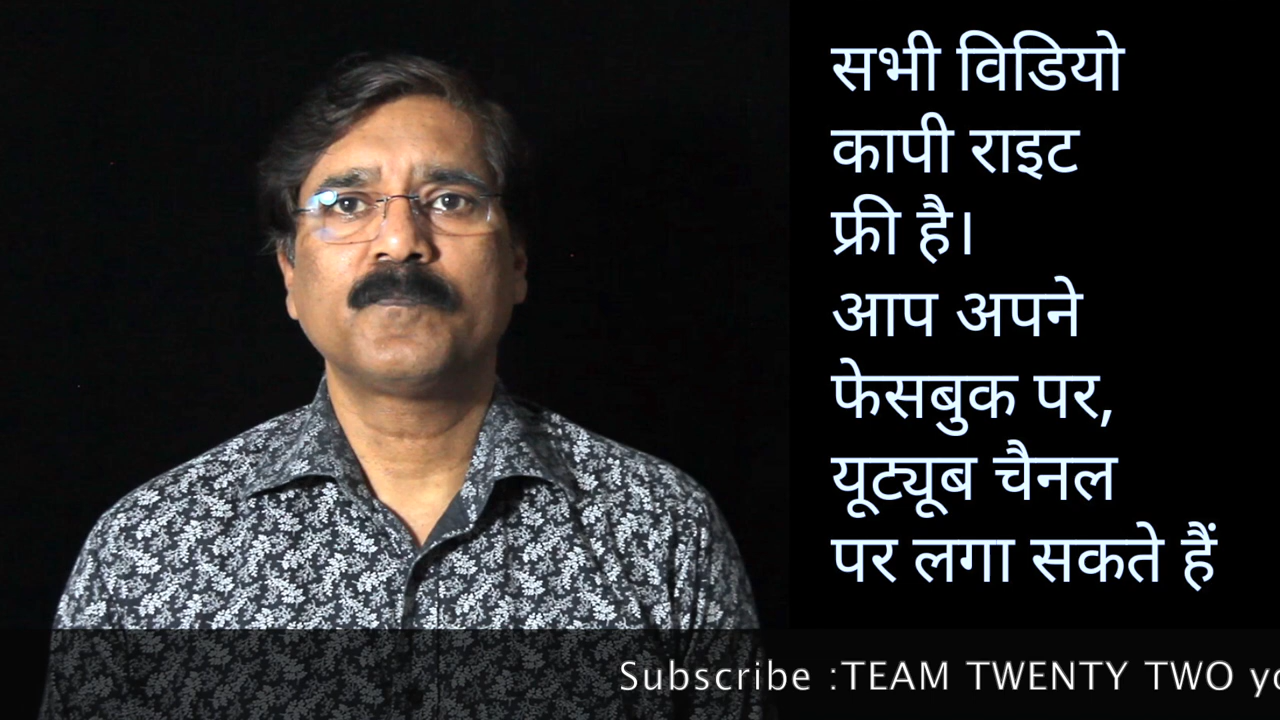 सभी विडियो
कापी राइट
फ्री है।
आप अपने
फेसबुक पर,
यूट्यूब चैनल
पर लगा सकते हैं
Subscribe :TEAM TWENTY TWO